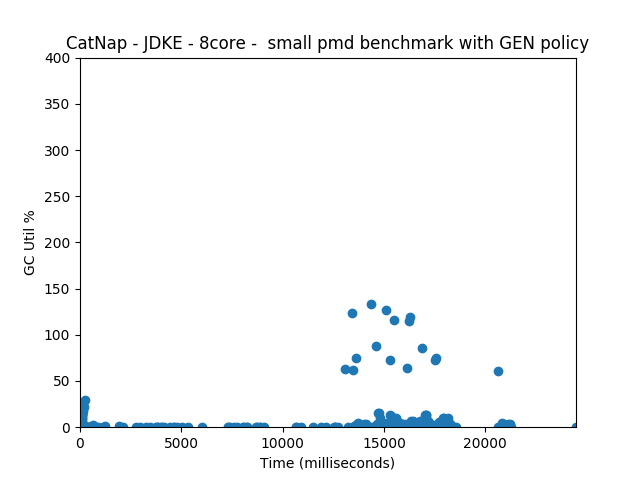 CatNap - JDKE - 8core -  small pmd benchmark with GEN policy
400
350
300
250
200
150
100
50
0
GC Util %
0 5000 10000 15000 20000
Time (milliseconds)